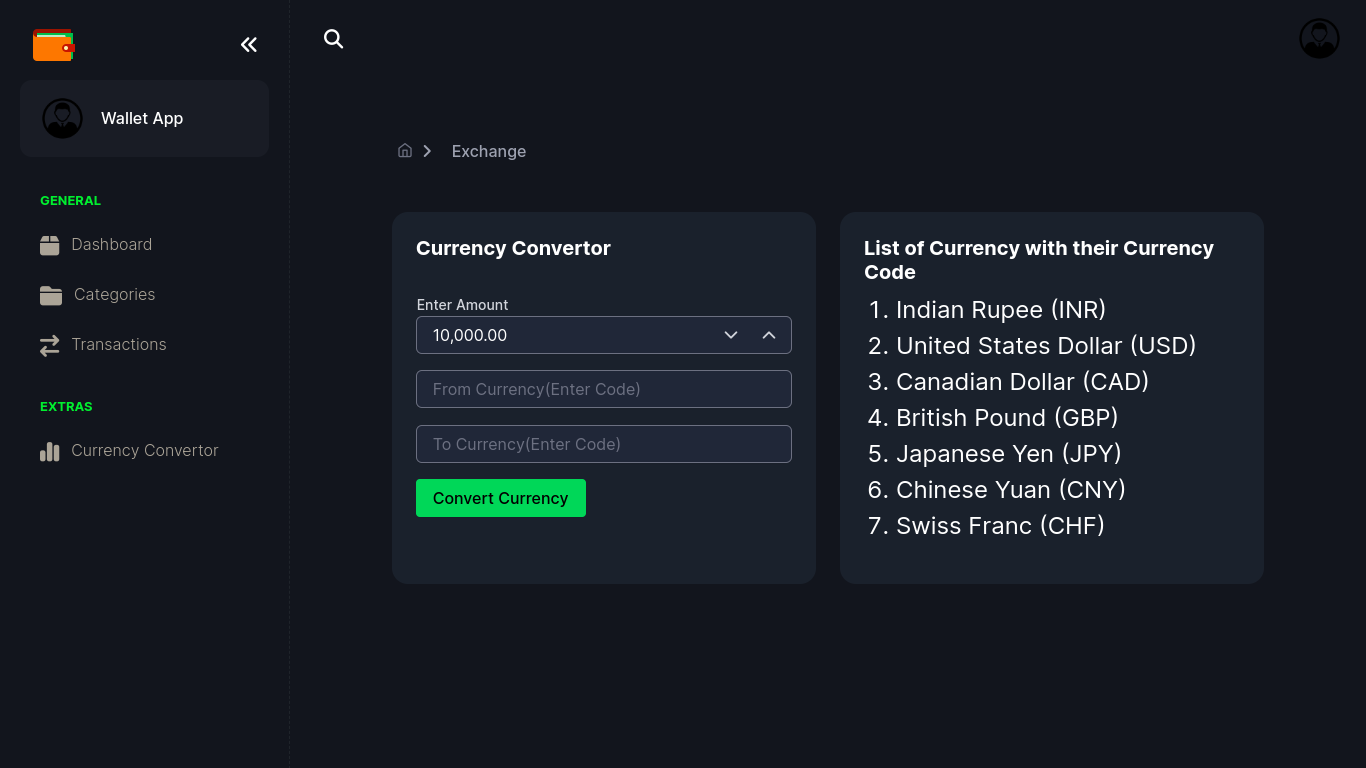 Wallet App
GENERAL
Dashboard
Categories
Transactions
EXTRAS
Currency Convertor
Exchange
Currency Convertor
Enter Amount
10,000.00
From Currency(Enter Code)
To Currency(Enter Code)
Convert Currency
List of Currency with their Currency
Code
1. Indian Rupee (INR)
2. United States Dollar (USD)
3. Canadian Dollar (CAD)
4. British Pound (GBP)
5. Japanese Yen (JPY)
6. Chinese Yuan (CNY)
7. Swiss Franc (CHF)